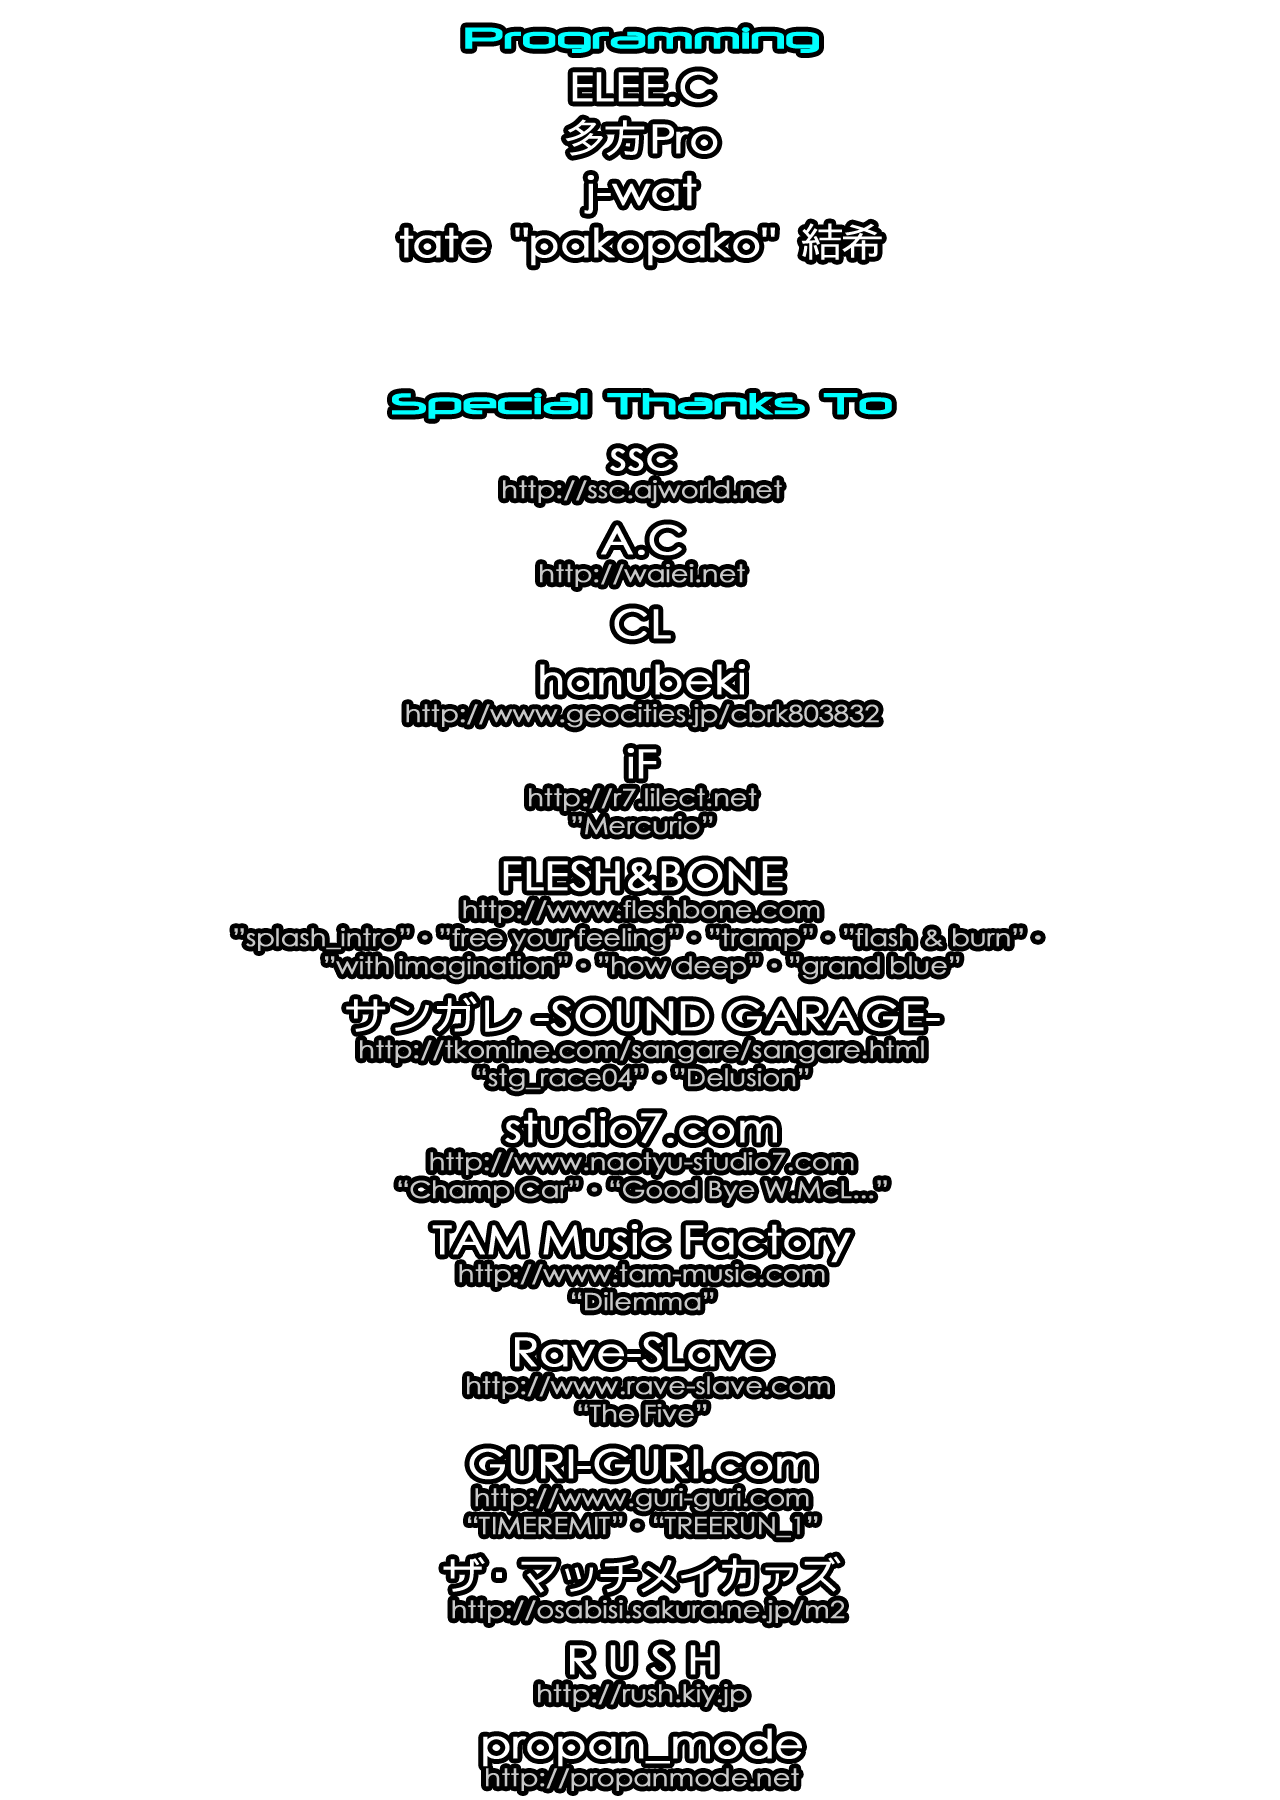 Programming
ELEE.C
多方Pro
j-wat
tate "pakopako" 結希
Special Thanks To
ssc
http://ssc.ajworld.net
A.C
http://waiei.net
CL
hanubeki
http://www.geocities.jp/cbrk803832
iF
http://r7.lilect.net
"Mercurio"
FLESH&BONE
http://www.fleshbone.com
"splash_intro"・"free your feeling"・"tramp"・"flash & burn"・
"with imagination"・"how deep"・"grand blue"
サンガレ -SOUND GARAGE-
http://tkomine.com/sangare/sangare.html
“stg_race04”・"Delusion”
studio7.com
http://www.naotyu-studio7.com
“Champ Car”・“Good Bye W.McL...”
TAM Music Factory
http://www.tam-music.com
“Dilemma”
Rave-SLave
http://www.rave-slave.com
“The Five”
GURI-GURI.com
http://www.guri-guri.com
“TIMEREMIT”・“TREERUN_1”
ザ・マッチメイカァズ
http://osabisi.sakura.ne.jp/m2
R U S H
http://rush.kiy.jp
propan_mode
http://propanmode.net